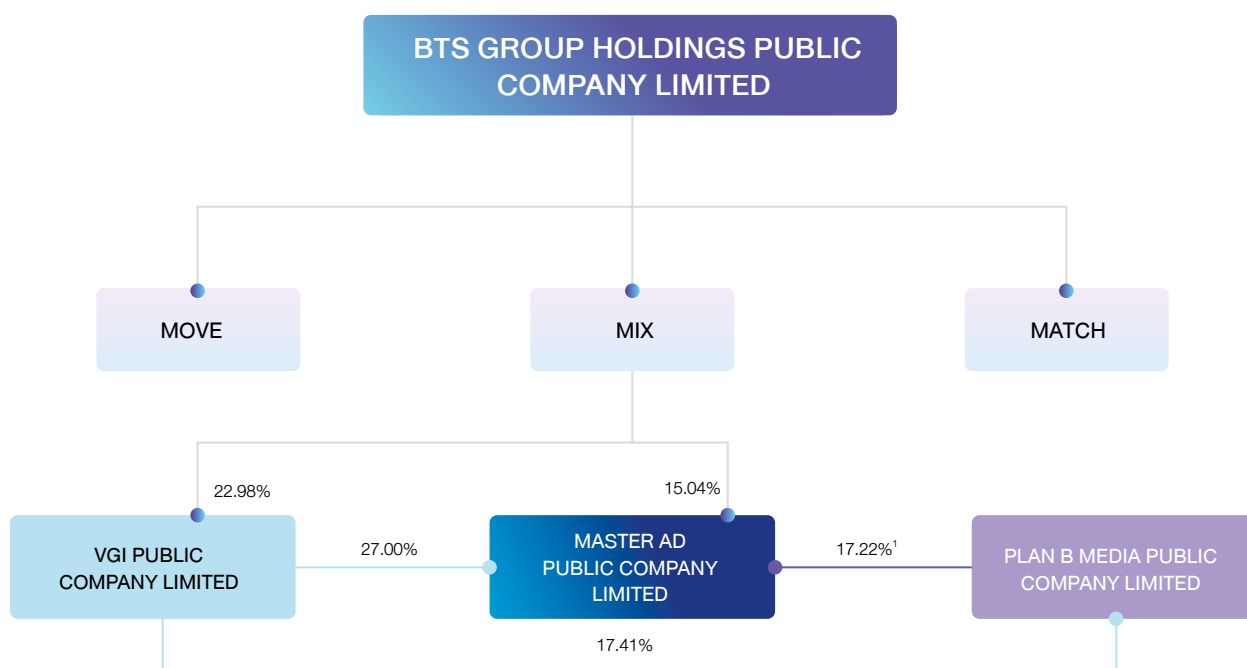 BTS GROUP HOLDINGS PUBLIC
COMPANY LIMITED
MOVE
MIX
MATCH
22.98%
15.04%
VGI PUBLIC
COMPANY LIMITED
27.00%
MASTER AD
PUBLIC COMPANY
LIMITED
17.22%¹
PLAN B MEDIA PUBLIC
COMPANY LIMITED
17.41%